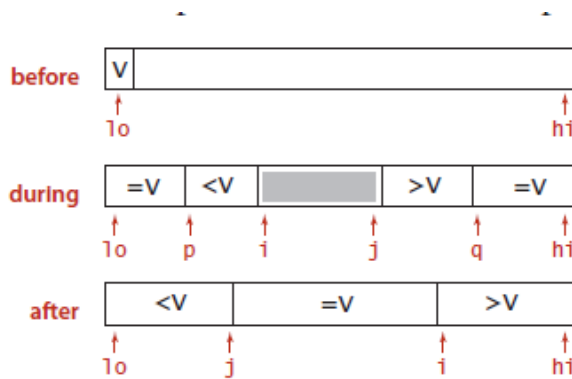 before V
lo hi
during =V <V >V =V
lo p i j q hi
after <V =V >V
lo j i hi